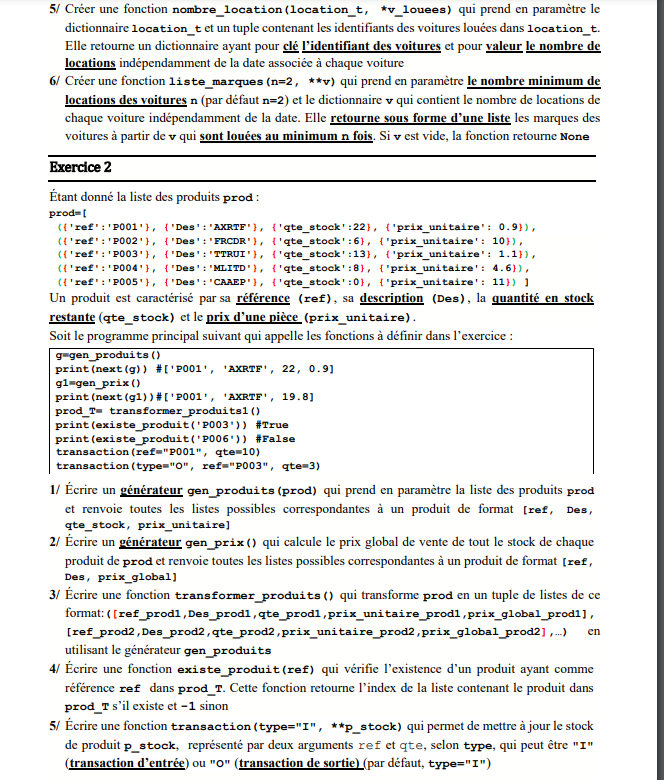 5/ Créer une fonction nombre_location(location_t, *v_louees) qui prend en paramètre le
dictionnaire location_t et un tuple contenant les identifiants des voitures louées dans location_t.
Elle retourne un dictionnaire ayant pour clé l'identifiant des voitures et pour valeur le nombre de
locations indépendamment de la date associée à chaque voiture
6/ Créer une fonction liste_marques(n=2, **v) qui prend en paramètre le nombre minimum de
locations des voitures n (par défaut n=2) et le dictionnaire v qui contient le nombre de locations de
chaque voiture indépendamment de la date. Elle retourne sous forme d'une liste les marques des
voitures à partir de v qui sont louées au minimum n fois. Si v est vide, la fonction retourne None
Exercice 2
Étant donné la liste des produits prod :
prod=[
({'ref':'P001'}, {'Des':'AXRTF'}, {'qte_stock':22}, {'prix_unitaire': 0.9}),
({'ref':'P002'}, {'Des':'FRCDR'}, {'qte_stock':6}, {'prix_unitaire': 10}),
({'ref':'P003'}, {'Des':'TTRUI'}, {'qte_stock':13}, {'prix_unitaire': 1.1}),
({'ref':'P004'}, {'Des':'MLITD'}, {'qte_stock':8}, {'prix_unitaire': 4.6}),
({'ref':'P005'}, {'Des':'CAAEP'}, {'qte_stock':0}, {'prix_unitaire': 11}) ]
Un produit est caractérisé par sa référence (ref), sa description (Des), la quantité en stock
restante (qte_stock) et le prix d'une pièce (prix_unitaire).
Soit le programme principal suivant qui appelle les fonctions à définir dans l'exercice :
g=gen_produits()
print(next(g)) #['P001', 'AXRTF', 22, 0.9]
g1=gen_prix()
print(next(g1))#['P001', 'AXRTF', 19.8]
prod_T= transformer_produits1()
print(existe_produit('P003')) #True
print(existe_produit('P006')) #False
transaction(ref="P001", qte=10)
transaction(type="O", ref="P003", qte=3)
1/ Écrire un générateur gen_produits(prod) qui prend en paramètre la liste des produits prod
et renvoie toutes les listes possibles correspondantes à un produit de format [ref, Des,
qte_stock, prix_unitaire]
2/ Écrire un générateur gen_prix() qui calcule le prix global de vente de tout le stock de chaque
produit de prod et renvoie toutes les listes possibles correspondantes à un produit de format [ref,
Des, prix_global]
3/ Écrire une fonction transformer_produits() qui transforme prod en un tuple de listes de ce
format: ([ref_prod1,Des_prod1,qte_prod1,prix_unitaire_prod1,prix_global_prod1],
[ref_prod2,Des_prod2,qte_prod2,prix_unitaire_prod2,prix_global_prod2],…) en
utilisant le générateur gen_produits
4/ Écrire une fonction existe_produit(ref) qui vérifie l'existence d'un produit ayant comme
référence ref dans prod_T. Cette fonction retourne l'index de la liste contenant le produit dans
prod_T s'il existe et -1 sinon
5/ Écrire une fonction transaction(type="I", **p_stock) qui permet de mettre à jour le stock
de produit p_stock, représenté par deux arguments ref et qte, selon type, qui peut être "I"
(transaction d'entrée) ou "O" (transaction de sortie) (par défaut, type="I")